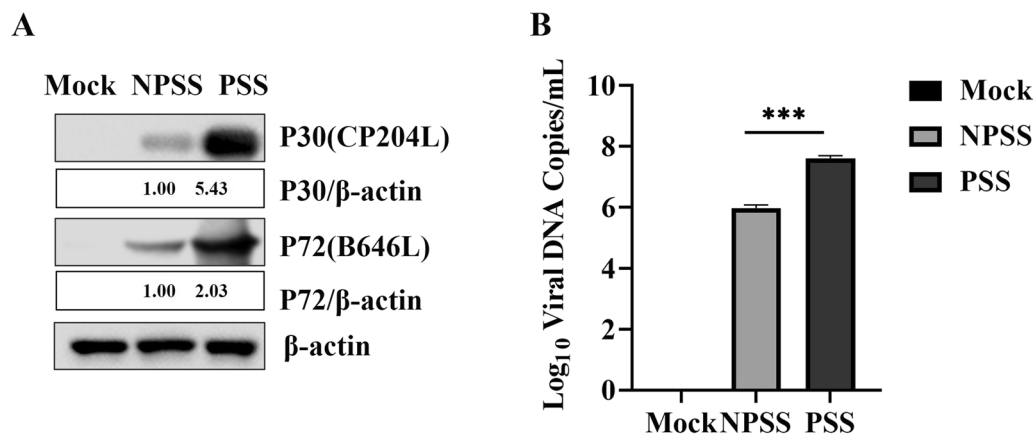 A
Mock NPSS PSS
P30(CP204L)
1.00 5.43 P30/β-actin
P72(B646L)
1.00 2.03 P72/β-actin
β-actin
B
Log10 Viral DNA Copies/mL
10
8
6
4
2
0
***
Mock NPSS PSS
Mock
NPSS
PSS